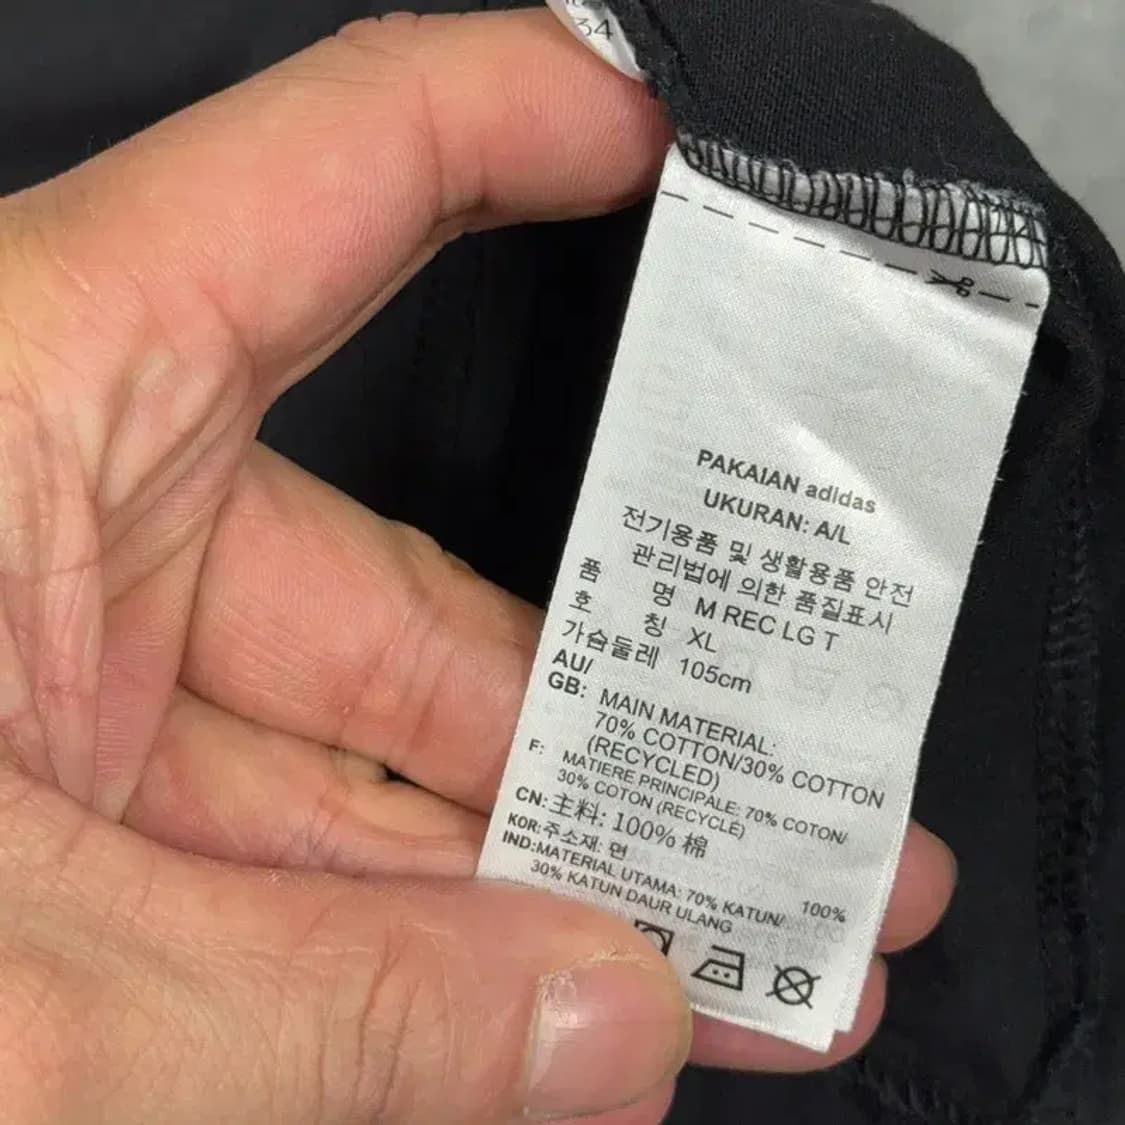 34
PAKAIAN adidas
UKURAN: A/L
전기용품 및 생활용품 안전
관리법에 의한 품질표시
품 명 M REC LG T
호 칭 XL
가슴둘레 105cm
AU/
GB: MAIN MATERIAL:
70% COTTON/30% COTTON
(RECYCLED)
F: MATIERE PRINCIPALE: 70% COTON/
30% COTON (RECYCLÉ)
CN: 主料: 100% 棉
KOR: 주소재: 면 100%
IND:MATERIAL UTAMA: 70% KATUN/
30% KATUN DAUR ULANG